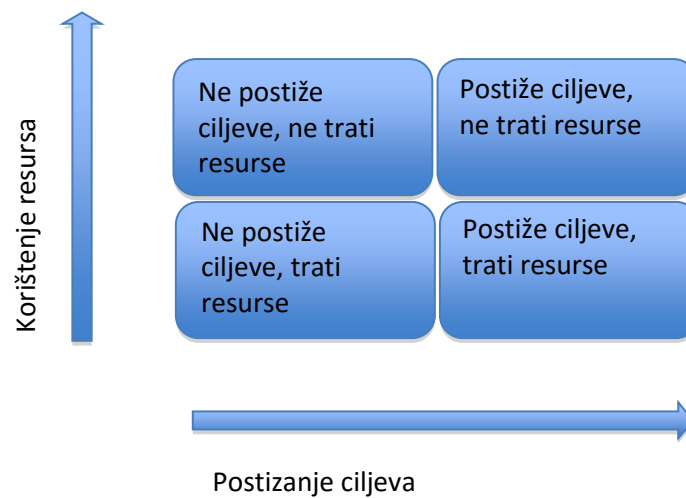 Korištenje resursa
Ne postiže
ciljeve, ne trati
resurse
Postiže ciljeve,
ne trati resurse
Ne postiže
ciljeve, trati
resurse
Postiže ciljeve,
trati resurse
Postizanje ciljeva